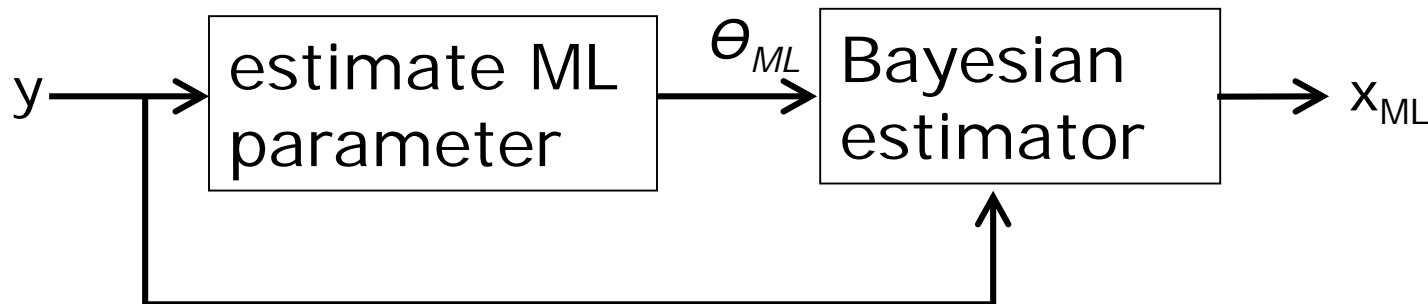 y
estimate ML
parameter
θML
Bayesian
estimator
xML